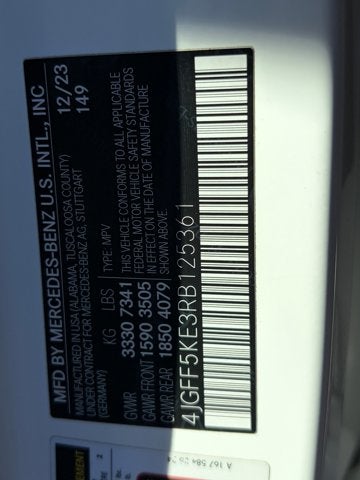 MFD BY MERCEDES-BENZ U.S. INTL., INC
MANUFACTURED IN USA (ALABAMA, TUSCALOOSA COUNTY) 12/23
UNDER CONTRACT FOR MERCEDES-BENZ AG, STUTTGART 149
(GERMANY)
KG LBS TYPE MPV
GVWR 3330 7341 THIS VEHICLE CONFORMS TO ALL APPLICABLE
GAWR FRONT 1590 3505 FEDERAL MOTOR VEHICLE SAFETY STANDARDS
GAWR REAR 1850 4079 IN EFFECT ON THE DATE OF MANUFACTURE
SHOWN ABOVE.
4JGFF5KE3RB125361
A 167 584